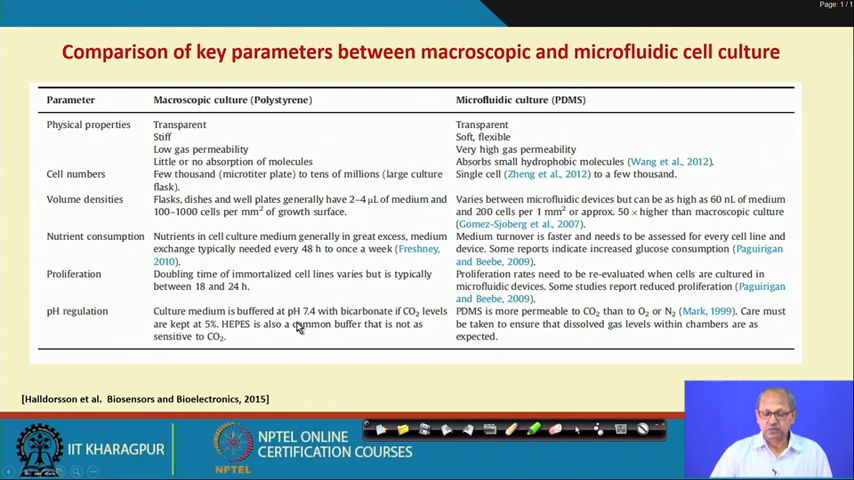 Page: 1 / 1
Comparison of key parameters between macroscopic and microfluidic cell culture
Parameter Macroscopic culture (Polystyrene) Microfluidic culture (PDMS)
Physical properties Transparent Transparent
Stiff Soft, flexible
Low gas permeability Very high gas permeability
Little or no absorption of molecules Absorbs small hydrophobic molecules (Wang et al., 2012).
Cell numbers Few thousand (microtiter plate) to tens of millions (large culture Single cell (Zheng et al., 2012) to a few thousand.
flask).
Volume densities Flasks, dishes and well plates generally have 2–4 μL of medium and Varies between microfluidic devices but can be as high as 60 nL of medium
100–1000 cells per mm² of growth surface. and 200 cells per 1 mm² or approx. 50 × higher than macroscopic culture
(Gomez-Sjoberg et al., 2007).
Nutrient consumption Nutrients in cell culture medium generally in great excess, medium Medium turnover is faster and needs to be assessed for every cell line and
exchange typically needed every 48 h to once a week (Freshney, device. Some reports indicate increased glucose consumption (Paguirigan
2010). and Beebe, 2009).
Proliferation Doubling time of immortalized cell lines varies but is typically Proliferation rates need to be re-evaluated when cells are cultured in
between 18 and 24 h. microfluidic devices. Some studies report reduced proliferation (Paguirigan
and Beebe, 2009).
pH regulation Culture medium is buffered at pH 7.4 with bicarbonate if CO₂ levels PDMS is more permeable to CO₂ than to O₂ or N₂ (Mark, 1999). Care must
are kept at 5%. HEPES is also a common buffer that is not as be taken to ensure that dissolved gas levels within chambers are as
sensitive to CO₂. expected.
[Halldorsson et al. Biosensors and Bioelectronics, 2015]
IIT KHARAGPUR
NPTEL
NPTEL ONLINE
CERTIFICATION COURSES